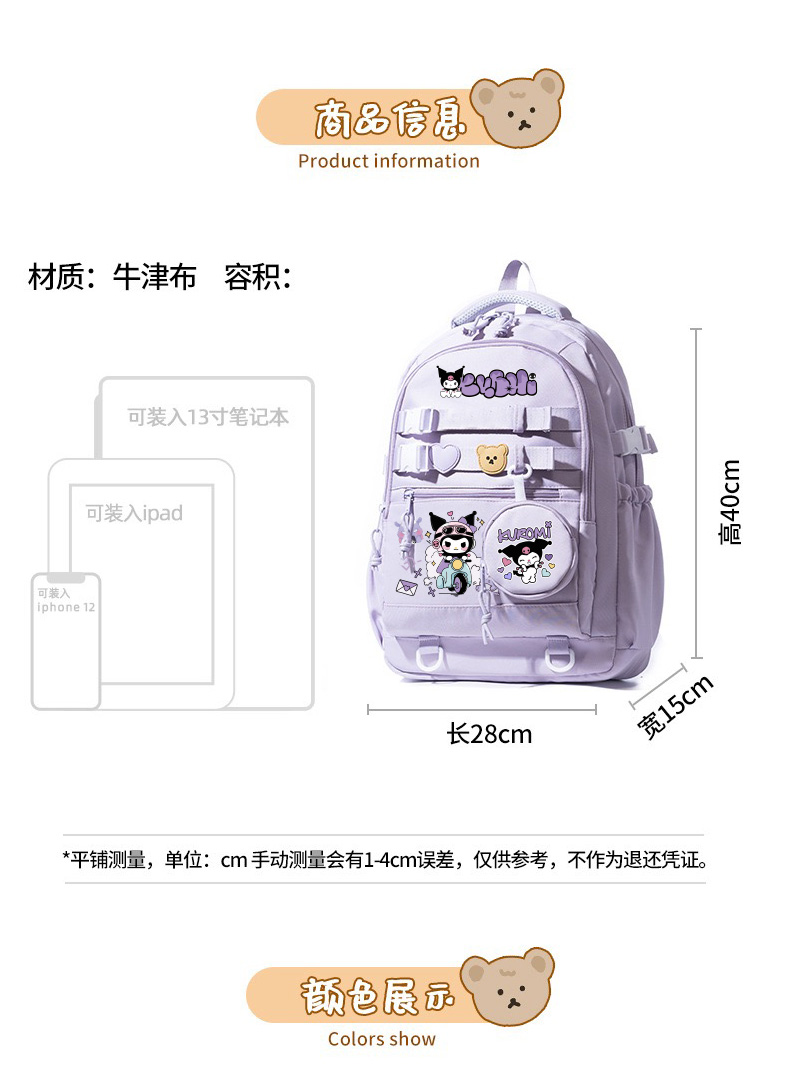 商品信息
Product information
材质：牛津布 容积：
可装入13寸笔记本
可装入ipad
可装入
iphone 12
KUROMI
高40cm
长28cm
宽15cm
*平铺测量，单位：cm 手动测量会有1-4cm误差，仅供参考，不作为退还凭证。
颜色展示
Colors show